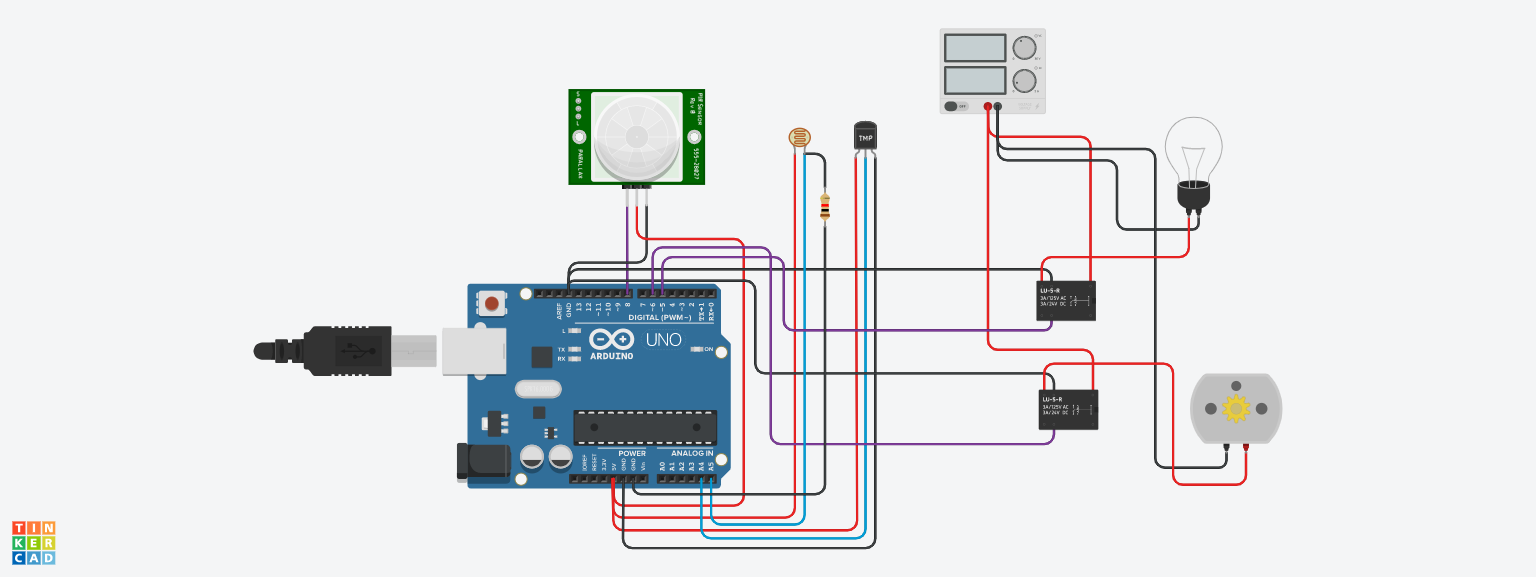 PIR Sensor
Rev B
PARALLAX
555-28027
TMP
OFF
LU-5-R
3A/125V AC
3A/24V DC
LU-5-R
3A/125V AC
3A/24V DC
AREF
GND
13
12
~11
~10
~9
8
7
~6
~5
4
~3
2
TX→1
RX←0
DIGITAL (PWM~)
L
TX
RX
ARDUINO
UNO
ON
POWER
ANALOG IN
IOREF
RESET
3.3V
5V
GND
GND
Vin
A0
A1
A2
A3
A4
A5
TIN
KER
CAD